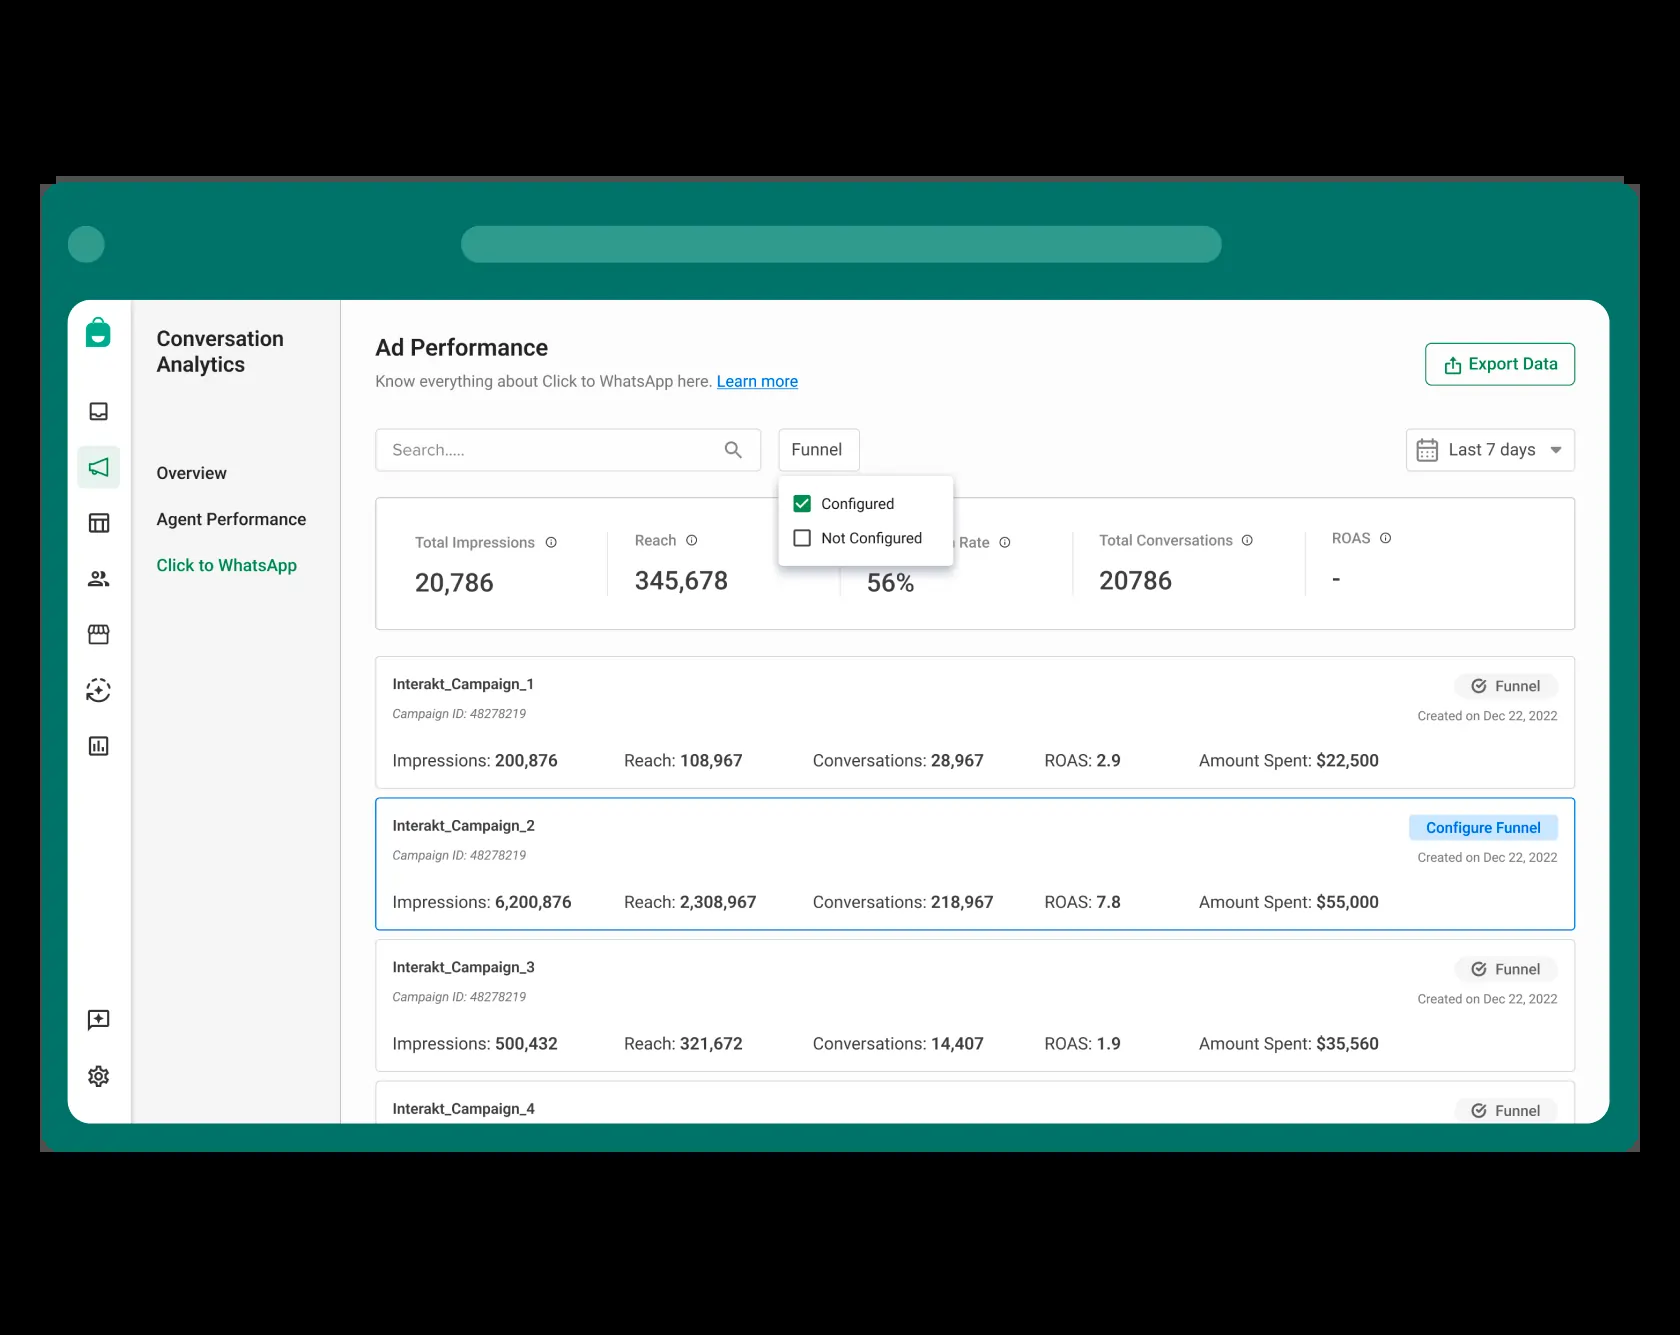 Conversation
Analytics
Overview
Agent Performance
Click to WhatsApp
Ad Performance
Know everything about Click to WhatsApp here. Learn more
Export Data
Search.....
Funnel
Last 7 days
Configured
Not Configured
Total Impressions
20,786
Reach
345,678
Rate
56%
Total Conversations
20786
ROAS
-
Interakt_Campaign_1
Funnel
Campaign ID: 48278219
Created on Dec 22, 2022
Impressions: 200,876 Reach: 108,967 Conversations: 28,967 ROAS: 2.9 Amount Spent: $22,500
Interakt_Campaign_2
Configure Funnel
Campaign ID: 48278219
Created on Dec 22, 2022
Impressions: 6,200,876 Reach: 2,308,967 Conversations: 218,967 ROAS: 7.8 Amount Spent: $55,000
Interakt_Campaign_3
Funnel
Campaign ID: 48278219
Created on Dec 22, 2022
Impressions: 500,432 Reach: 321,672 Conversations: 14,407 ROAS: 1.9 Amount Spent: $35,560
Interakt_Campaign_4
Funnel